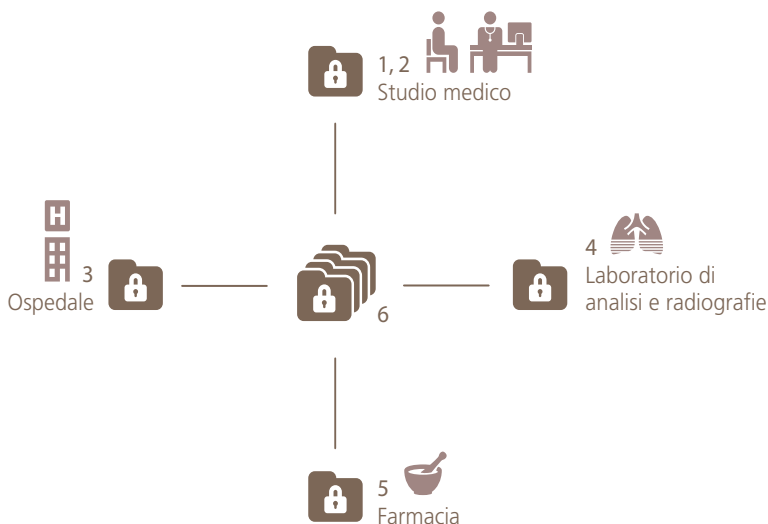 1, 2
Studio medico
H
3
Ospedale
4
Laboratorio di
analisi e radiografie
6
5
Farmacia